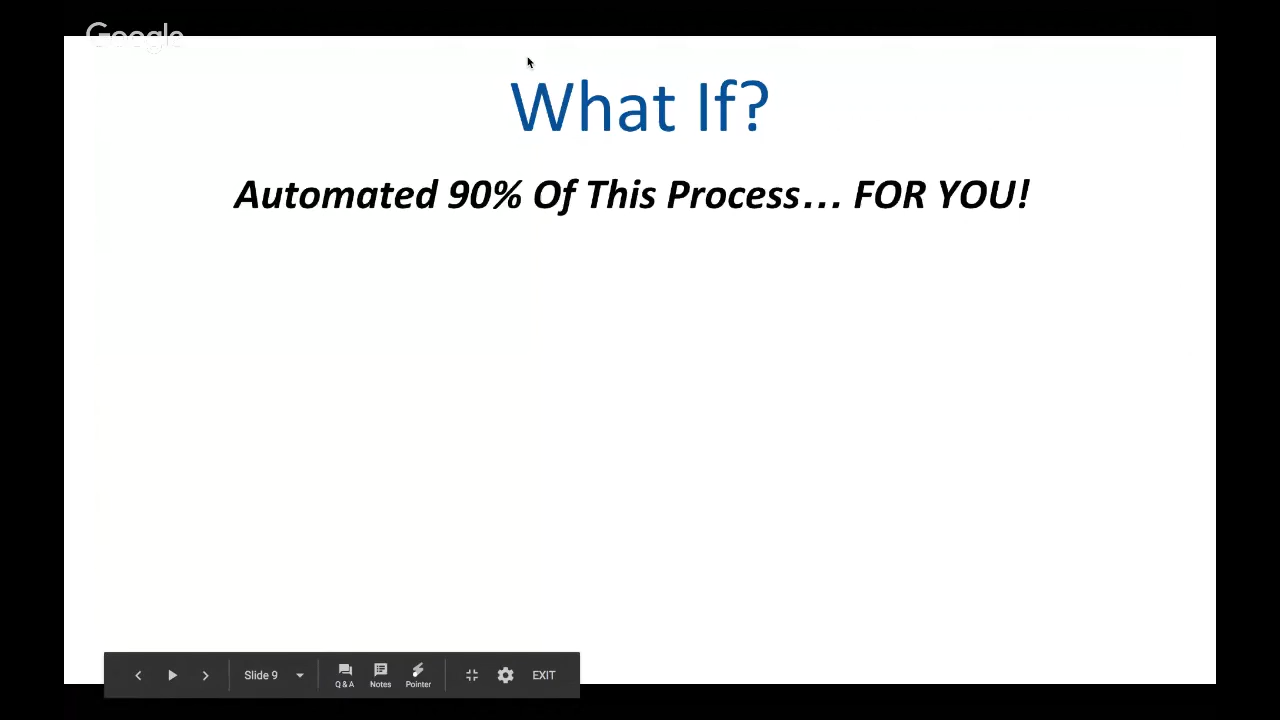 Google
What If?
Automated 90% Of This Process… FOR YOU!
Slide 9
Q & A
Notes
Pointer
EXIT